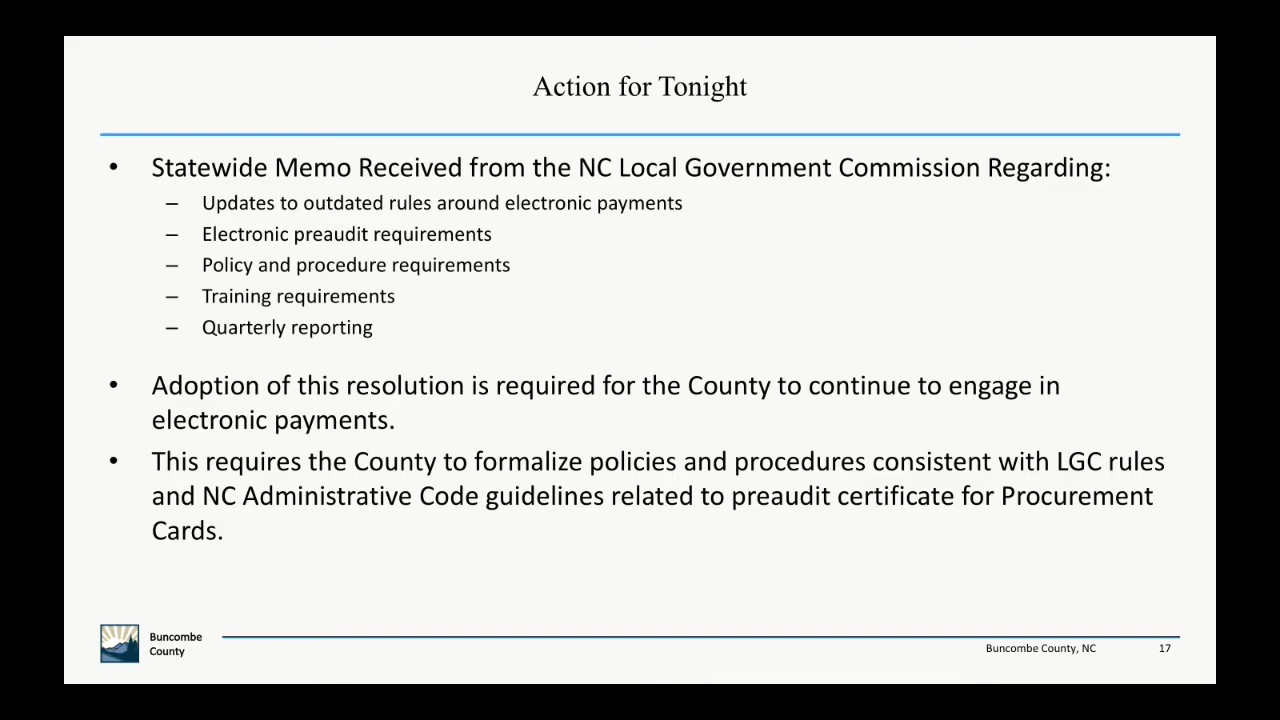 Action for Tonight
• Statewide Memo Received from the NC Local Government Commission Regarding:
– Updates to outdated rules around electronic payments
– Electronic preaudit requirements
– Policy and procedure requirements
– Training requirements
– Quarterly reporting
• Adoption of this resolution is required for the County to continue to engage in
electronic payments.
• This requires the County to formalize policies and procedures consistent with LGC rules
and NC Administrative Code guidelines related to preaudit certificate for Procurement
Cards.
Buncombe
County
Buncombe County, NC 17